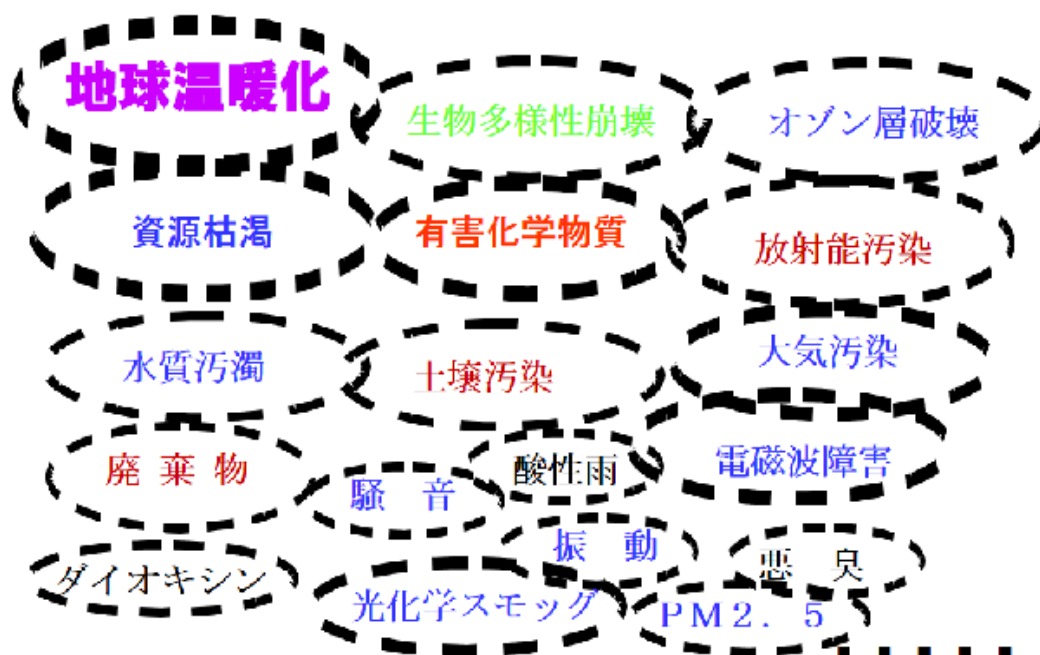 地球温暖化
生物多様性崩壊
オゾン層破壊
資源枯渇
有害化学物質
放射能汚染
水質汚濁
土壌汚染
大気汚染
廃 棄 物
騒　音
酸性雨
電磁波障害
振　動
悪　臭
ダイオキシン
光化学スモッグ
ＰＭ２．５